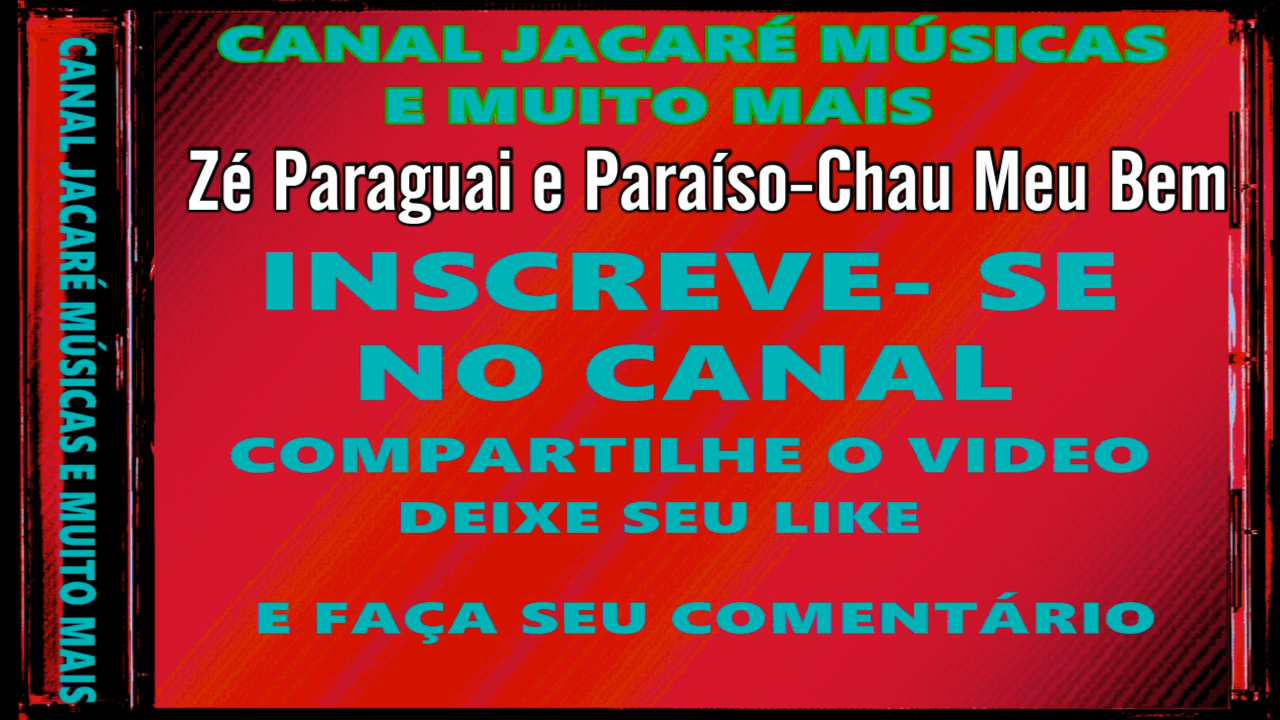 CANAL JACARÉ MÚSICAS E MUITO MAIS
CANAL JACARÉ MÚSICAS
E MUITO MAIS
Zé Paraguai e Paraíso-Chau Meu Bem
INSCREVE- SE
NO CANAL
COMPARTILHE O VIDEO
DEIXE SEU LIKE
E FAÇA SEU COMENTÁRIO